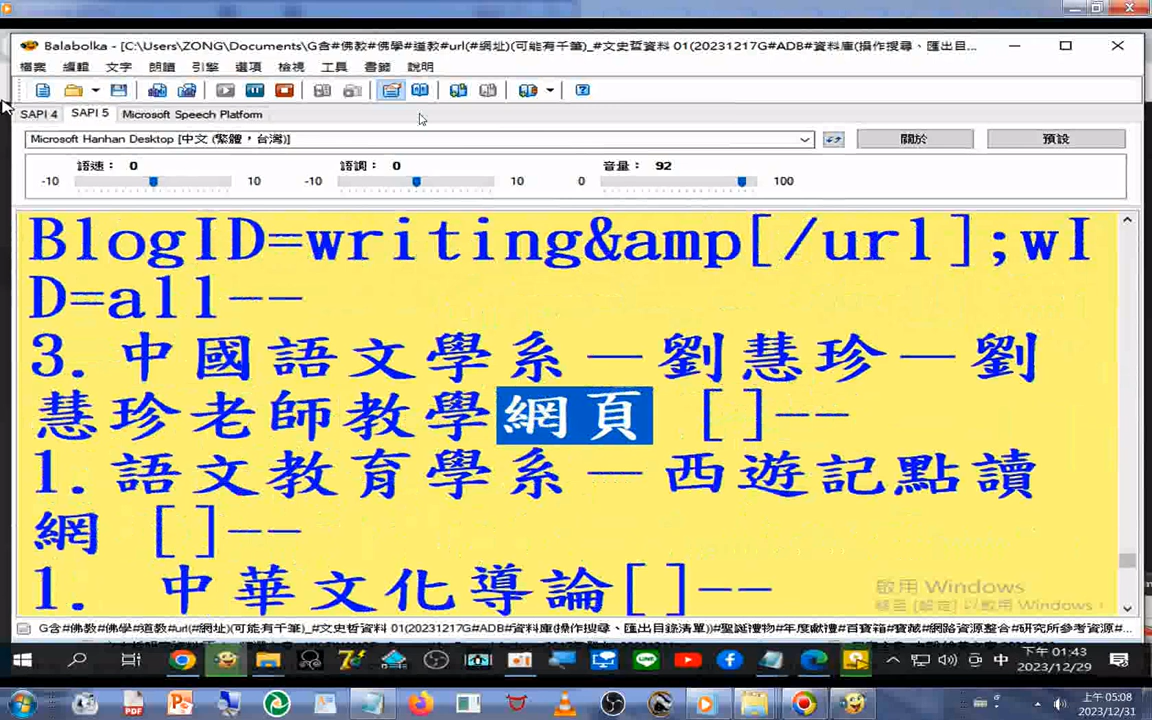 Balabolka - [C:\Users\ZONG\Documents\G含#佛教#佛學#道教#url(#網址)(可能有千筆)_#文史哲資料 01(20231217G#ADB#資料庫(操作搜尋、匯出目...
檔案 編輯 文字 朗讀 引擎 選項 檢視 工具 書籤 說明
SAPI 4 SAPI 5 Microsoft Speech Platform
Microsoft Hanhan Desktop [中文 (繁體，台灣)] 關於 預設
語速： 0 語調： 0 音量： 92
-10 10 -10 10 0 100
BlogID=writing&amp[/url];wI
D=all--
3. 中國語文學系－劉慧珍－劉
慧珍老師教學網頁 []--
1. 語文教育學系－西遊記點讀
網 []--
1. 中華文化導論[]--
啟用 Windows
移至 [設定] 以啟用 Windows。
G含#佛教#佛學#道教#url(#網址)(可能有千筆)_#文史哲資料 01(20231217G#ADB#資料庫(操作搜尋、匯出目錄清單))#聖誕禮物#年度獻禮#百寶箱#寶藏#網路資源整合#研究所參考資源#...
中 下午 01:43
2023/12/29
上午 05:08
2023/12/31